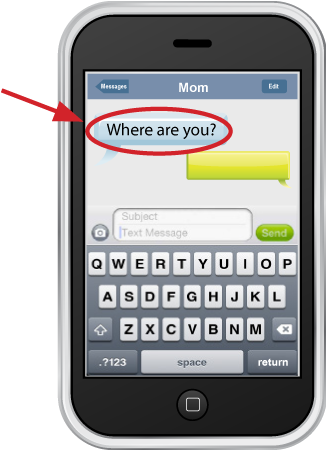 Messages Mom Edit
Where are you?
Subject
Text Message Send
Q W E R T Y U I O P
A S D F G H J K L
Z X C V B N M
.?123 space return